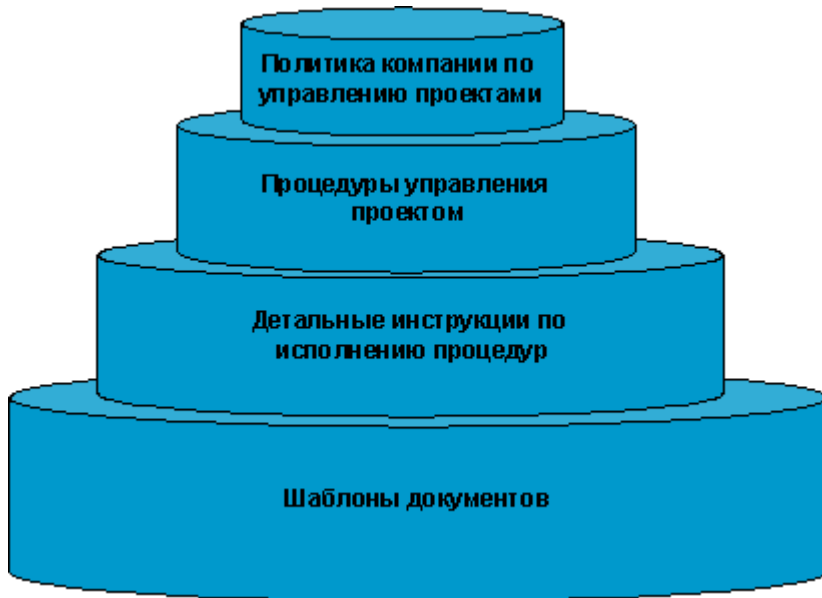 Политика компании по
управлению проектами
Процедуры управления
проектом
Детальные инструкции по
исполнению процедур
Шаблоны документов